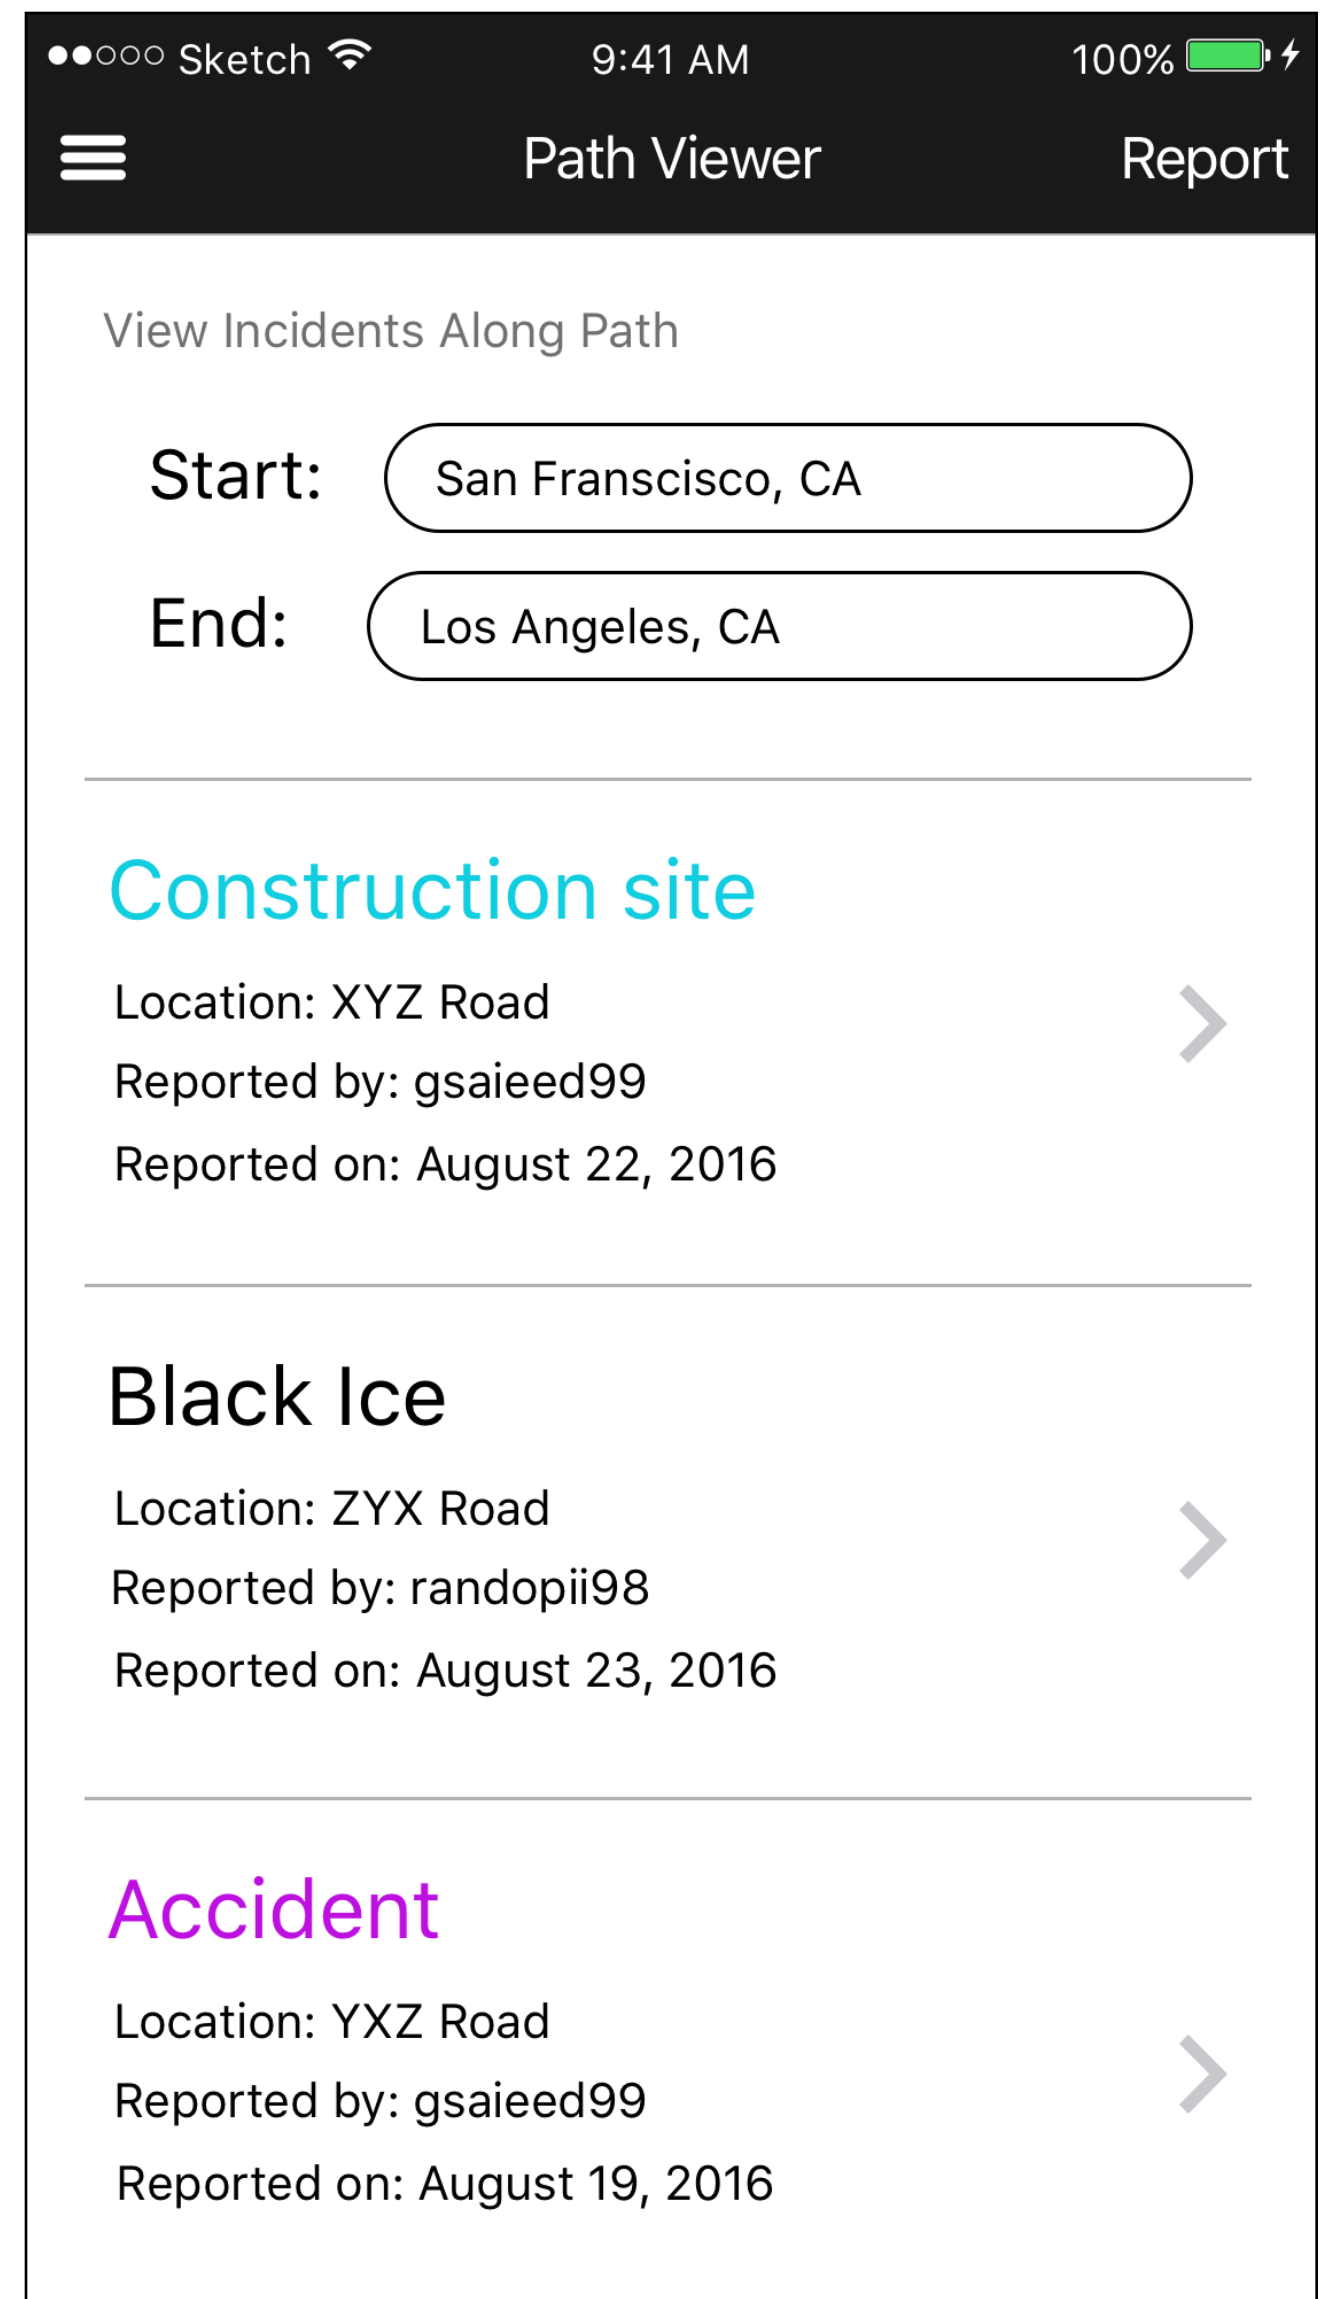 Sketch 9:41 AM 100%
Path Viewer Report
View Incidents Along Path
Start: San Franscisco, CA
End: Los Angeles, CA
Construction site
Location: XYZ Road
Reported by: gsaieed99
Reported on: August 22, 2016
Black Ice
Location: ZYX Road
Reported by: randopii98
Reported on: August 23, 2016
Accident
Location: YXZ Road
Reported by: gsaieed99
Reported on: August 19, 2016